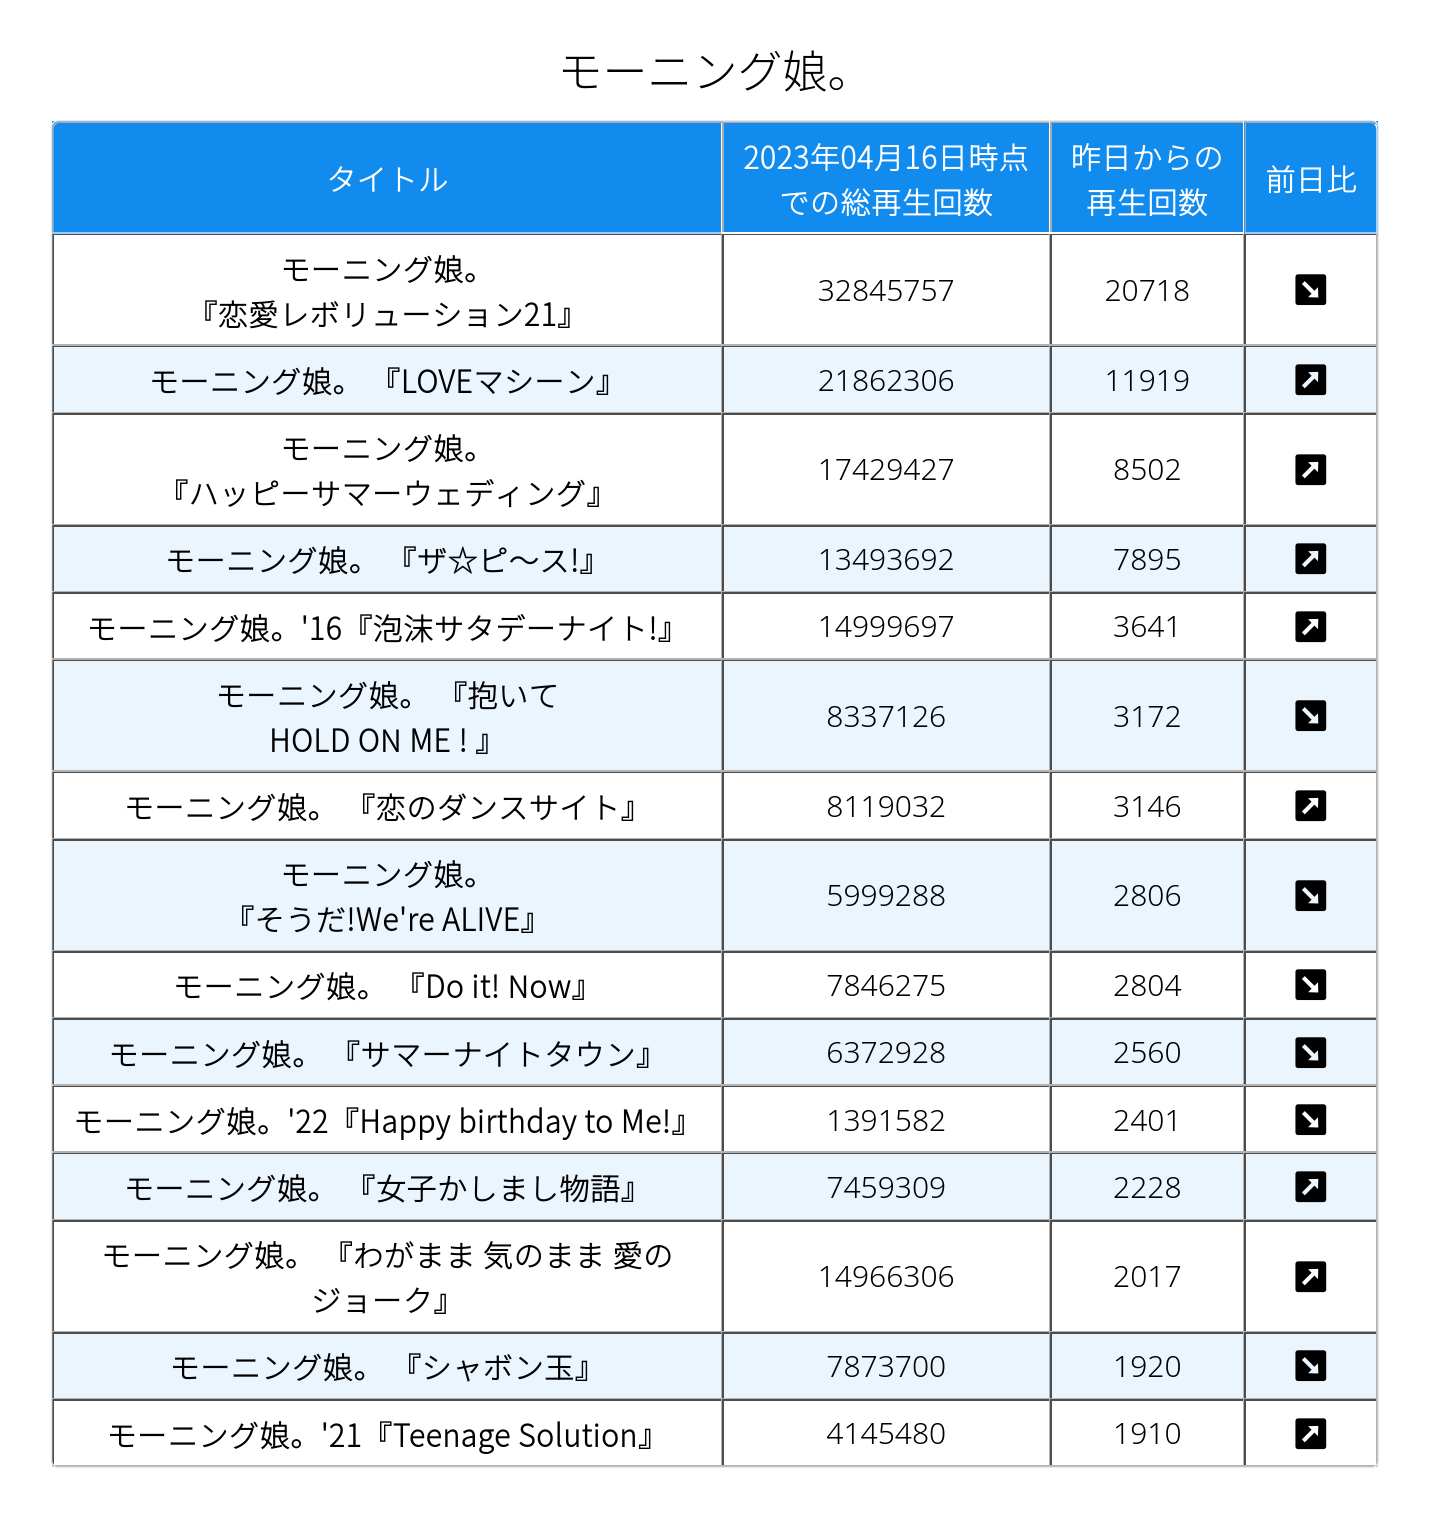 モーニング娘。
タイトル
2023年04月16日時点
での総再生回数
昨日からの
再生回数
前日比
モーニング娘。
『恋愛レボリューション21』
32845757
20718
モーニング娘。 『LOVEマシーン』
21862306
11919
モーニング娘。
『ハッピーサマーウェディング』
17429427
8502
モーニング娘。 『ザ☆ピ～ス!』
13493692
7895
モーニング娘。'16『泡沫サタデーナイト!』
14999697
3641
モーニング娘。 『抱いて
HOLD ON ME ! 』
8337126
3172
モーニング娘。 『恋のダンスサイト』
8119032
3146
モーニング娘。
『そうだ!We're ALIVE』
5999288
2806
モーニング娘。 『Do it! Now』
7846275
2804
モーニング娘。 『サマーナイトタウン』
6372928
2560
モーニング娘。'22『Happy birthday to Me!』
1391582
2401
モーニング娘。 『女子かしまし物語』
7459309
2228
モーニング娘。 『わがまま 気のまま 愛の
ジョーク』
14966306
2017
モーニング娘。 『シャボン玉』
7873700
1920
モーニング娘。'21『Teenage Solution』
4145480
1910